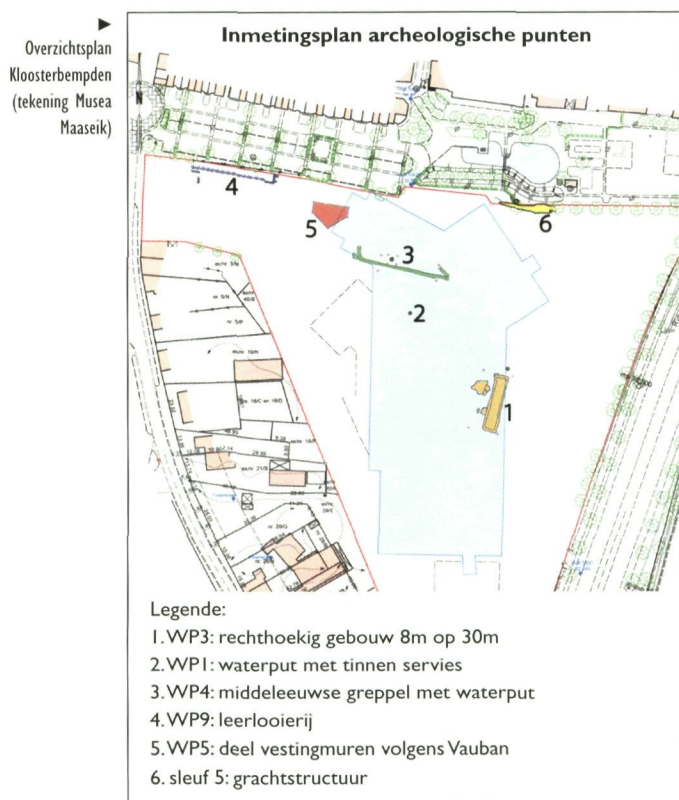 ►
Overzichtsplan
Kloosterbempden
(tekening Musea
Maaseik)
Inmetingsplan archeologische punten
N
4
5
6
3
2
1
Legende:
1. WP3: rechthoekig gebouw 8m op 30m
2. WP1: waterput met tinnen servies
3. WP4: middeleeuwse greppel met waterput
4. WP9: leerlooierij
5. WP5: deel vestingmuren volgens Vauban
6. sleuf 5: grachtstructuur